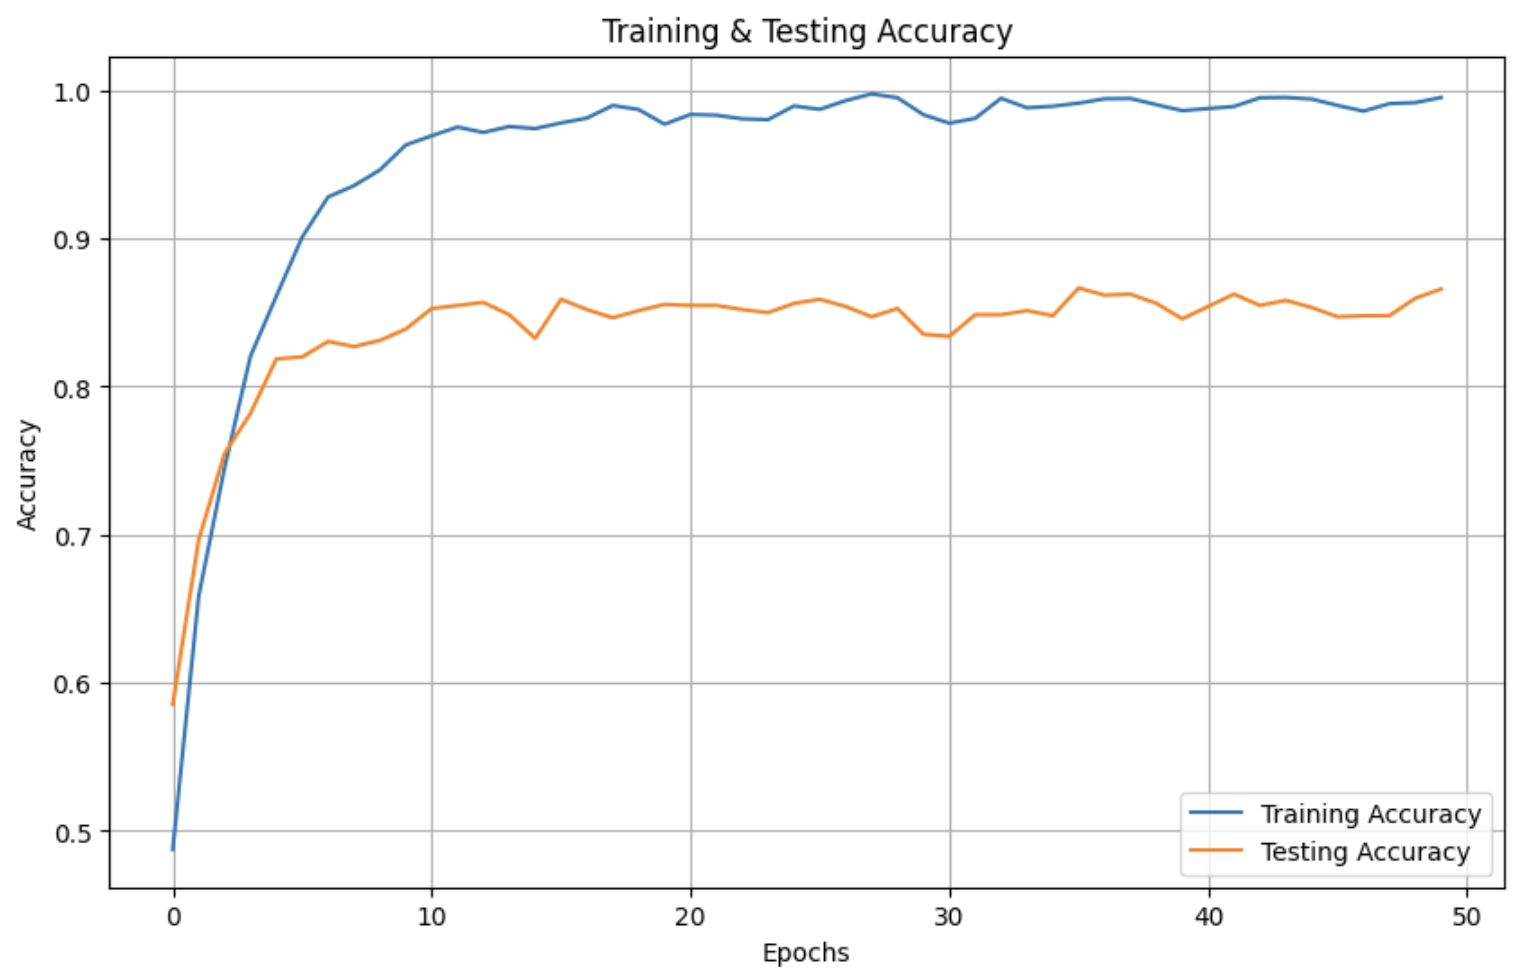 Training & Testing Accuracy
Accuracy
1.0
0.9
0.8
0.7
0.6
0.5
Training Accuracy
Testing Accuracy
0 10 20 30 40 50
Epochs